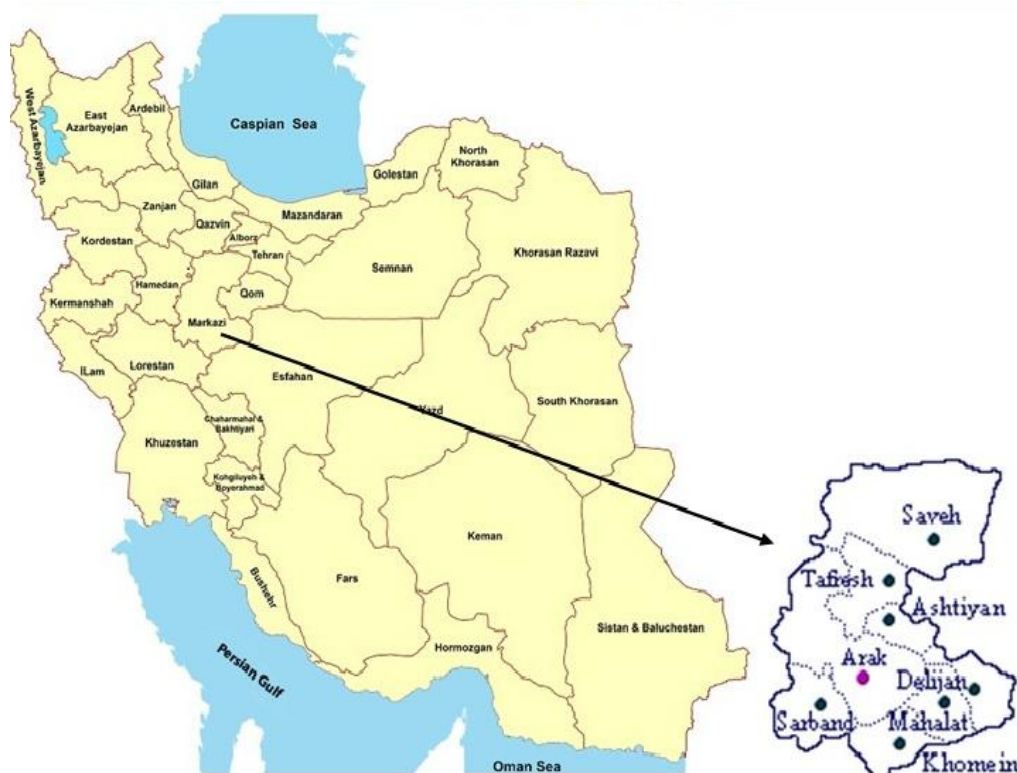 West Azarbayejan
East
Azarbayejan
Ardebil
Caspian Sea
Gilan
Golestan
North
Khorasan
Zanjan
Qazvin
Mazandaran
Alborz
Tehran
Kordestan
Semnan
Khorasan Razavi
Hamedan
Qom
Kermanshah
Markazi
Lorestan
ILam
Esfahan
South Khorasan
Yazd
Chaharmahal &
Bakhtiyari
Khuzestan
Kohgiluyeh &
Boyerahmad
Keman
Fars
Bushehr
Sistan & Baluchestan
Hormozgan
Persian Gulf
Oman Sea
Saveh
Tafresh
Ashtiyan
Arak
Delijan
Sarband
Mahalat
Khomein